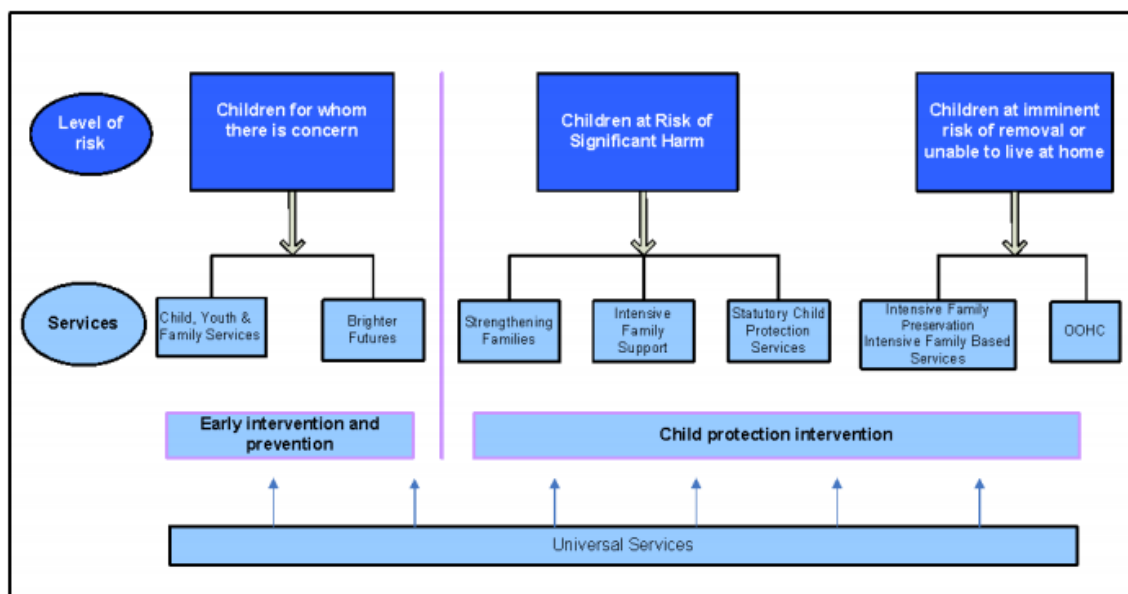 Level of
risk
Children for whom
there is concern
Children at Risk of
Significant Harm
Children at imminent
risk of removal or
unable to live at home
Services
Child, Youth &
Family Services
Brighter
Futures
Strengthening
Families
Intensive
Family
Support
Statutory Child
Protection
Services
Intensive Family
Preservation
Intensive Family Based
Services
OOHC
Early intervention and
prevention
Child protection intervention
Universal Services